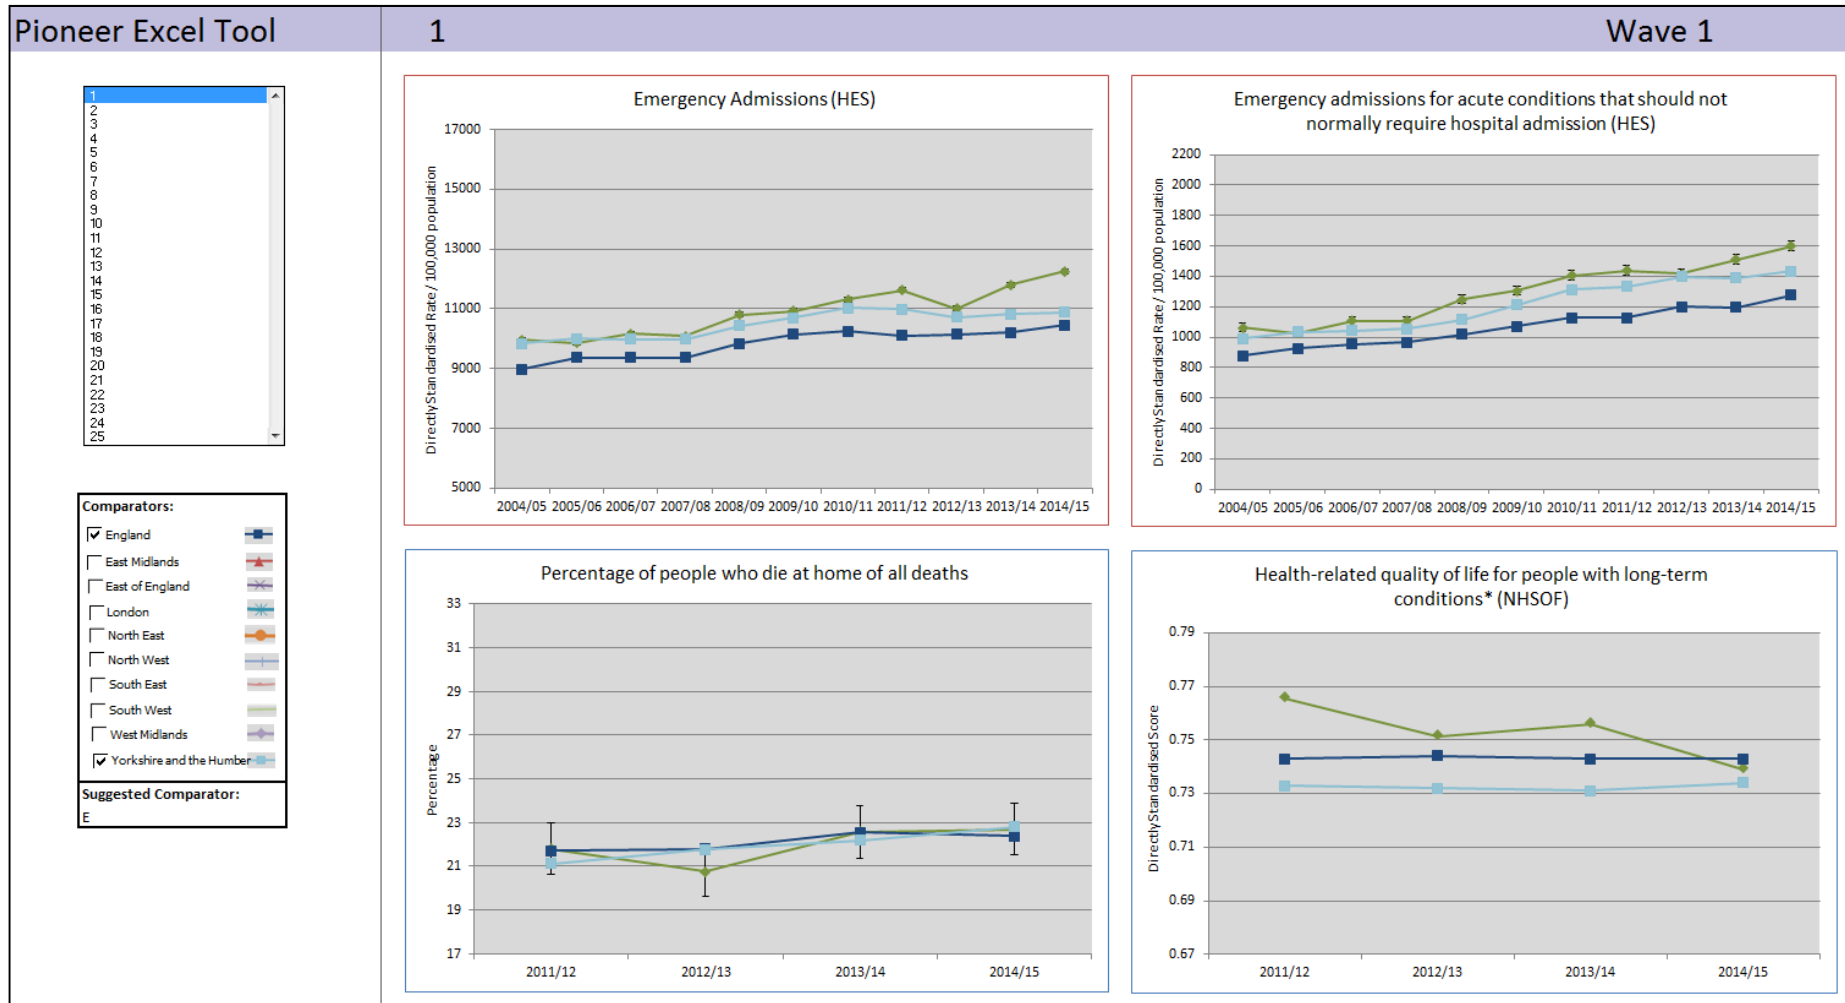 Pioneer Excel Tool
1
Wave 1
1
2
3
4
5
6
7
8
9
10
11
12
13
14
15
16
17
18
19
20
21
22
23
24
25
Comparators:
England
East Midlands
East of England
London
North East
North West
South East
South West
West Midlands
Yorkshire and the Humber
Suggested Comparator:
E
Emergency Admissions (HES)
Directly Standardised Rate / 100,000 population
17000
15000
13000
11000
9000
7000
5000
2004/05 2005/06 2006/07 2007/08 2008/09 2009/10 2010/11 2011/12 2012/13 2013/14 2014/15
Emergency admissions for acute conditions that should not
normally require hospital admission (HES)
Directly Standardised Rate / 100,000 population
2200
2000
1800
1600
1400
1200
1000
800
600
400
200
0
2004/05 2005/06 2006/07 2007/08 2008/09 2009/10 2010/11 2011/12 2012/13 2013/14 2014/15
Percentage of people who die at home of all deaths
Percentage
33
31
29
27
25
23
21
19
17
2011/12 2012/13 2013/14 2014/15
Health-related quality of life for people with long-term
conditions* (NHSOF)
Directly Standardised Score
0.79
0.77
0.75
0.73
0.71
0.69
0.67
2011/12 2012/13 2013/14 2014/15